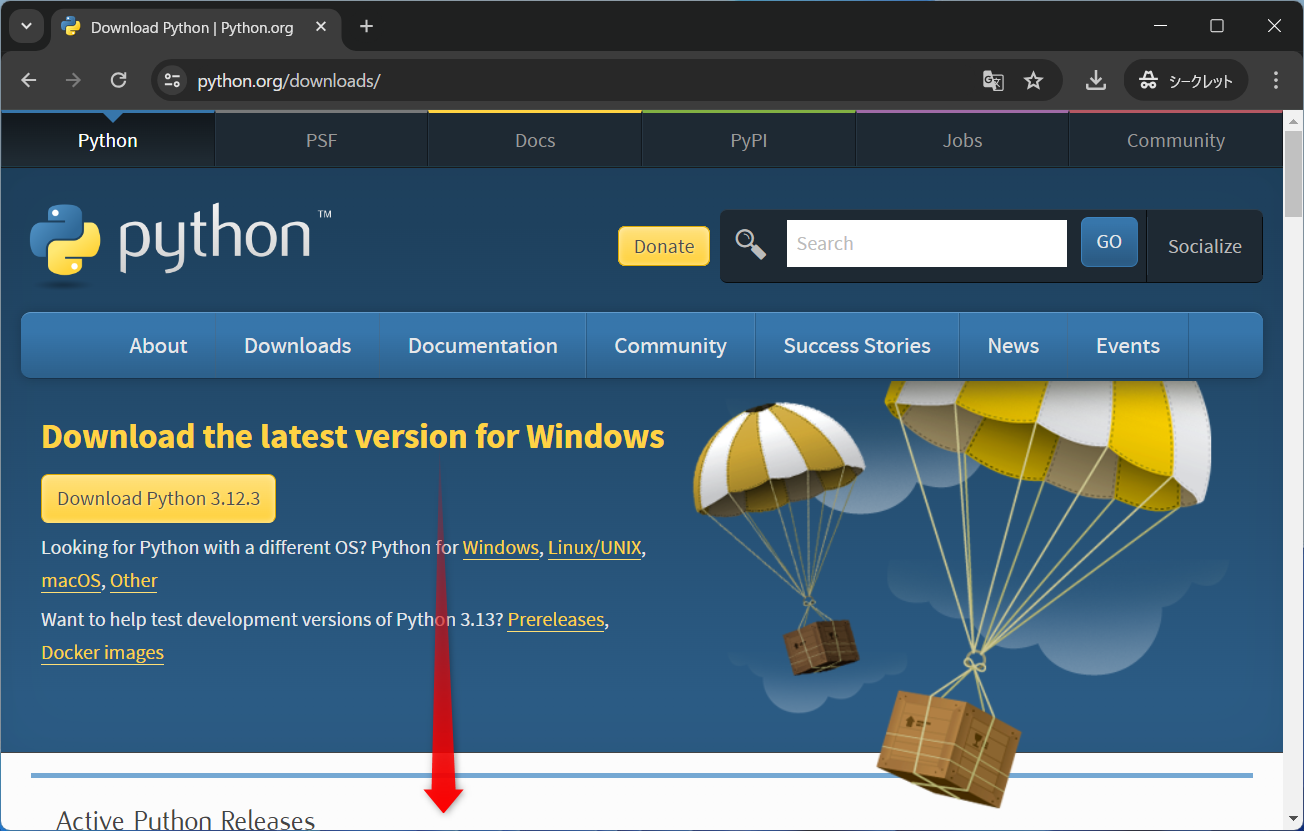 Download Python | Python.org
python.org/downloads/
シークレット
Python PSF Docs PyPI Jobs Community
python™
Donate
Search
GO
Socialize
About Downloads Documentation Community Success Stories News Events
Download the latest version for Windows
Download Python 3.12.3
Looking for Python with a different OS? Python for Windows, Linux/UNIX,
macOS, Other
Want to help test development versions of Python 3.13? Prereleases,
Docker images
Active Python Releases